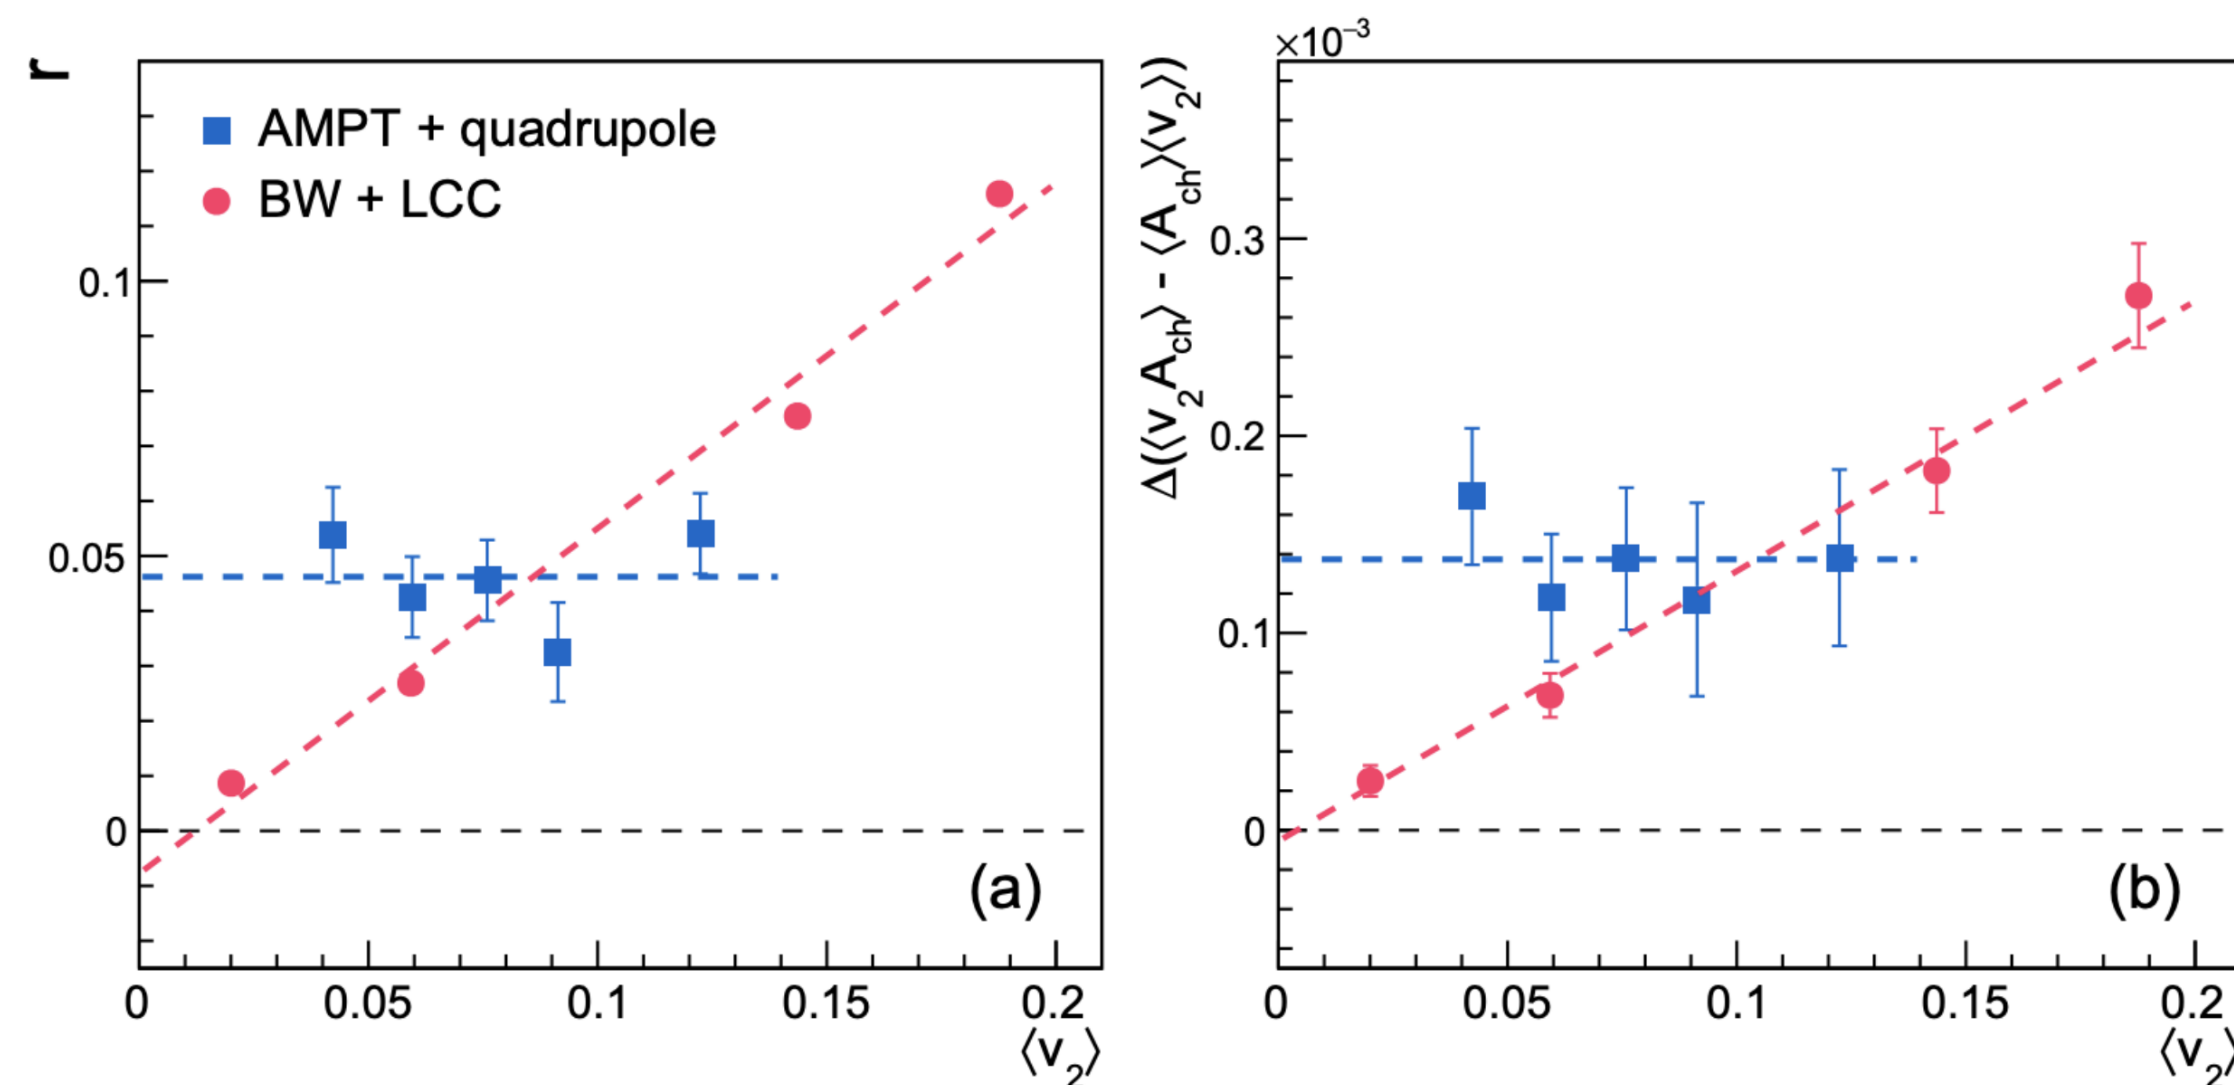 r
AMPT + quadrupole
BW + LCC
0.1
0.05
0
(a)
0 0.05 0.1 0.15 0.2
⟨v2⟩
×10−3
Δ(⟨v2Ach⟩ - ⟨Ach⟩⟨v2⟩)
0.3
0.2
0.1
0
(b)
0 0.05 0.1 0.15 0.2
⟨v2⟩